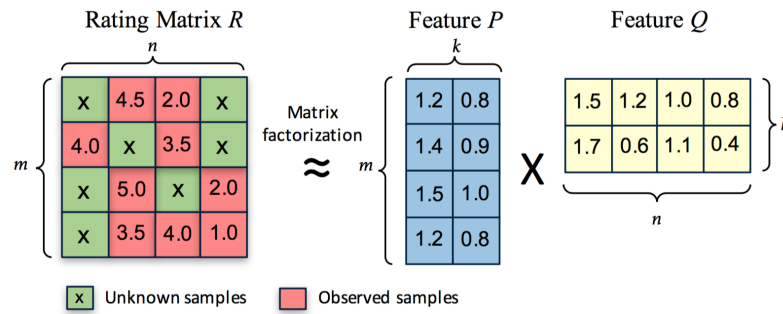 Rating Matrix R
Feature P
Feature Q
n
k
m
x 4.5 2.0 x
4.0 x 3.5 x
x 5.0 x 2.0
x 3.5 4.0 1.0
Matrix
factorization
≈
m
1.2 0.8
1.4 0.9
1.5 1.0
1.2 0.8
X
1.5 1.2 1.0 0.8
1.7 0.6 1.1 0.4
n
x Unknown samples
Observed samples